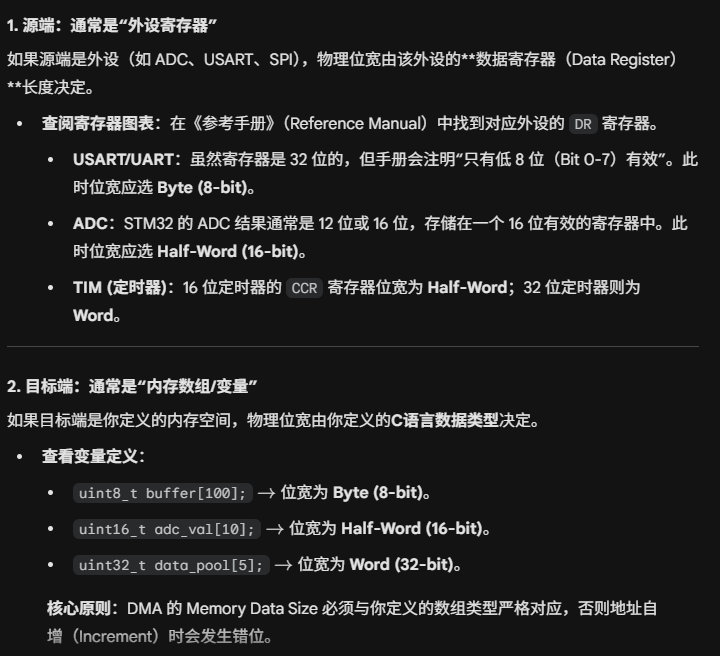 1. 源端：通常是“外设寄存器”
如果源端是外设（如 ADC、USART、SPI），物理位宽由该外设的**数据寄存器（Data Register）
**长度决定。
• 查阅寄存器图表：在《参考手册》（Reference Manual）中找到对应外设的 DR 寄存器。
• USART/UART：虽然寄存器是 32 位的，但手册会注明“只有低 8 位（Bit 0-7）有效”。此
时位宽应选 Byte (8-bit)。
• ADC：STM32 的 ADC 结果通常是 12 位或 16 位，存储在一个 16 位有效的寄存器中。此
时位宽应选 Half-Word (16-bit)。
• TIM (定时器)：16 位定时器的 CCR 寄存器位宽为 Half-Word；32 位定时器则为
Word。
2. 目标端：通常是“内存数组/变量”
如果目标端是你定义的内存空间，物理位宽由你定义的C语言数据类型决定。
• 查看变量定义：
• uint8_t buffer[100]; → 位宽为 Byte (8-bit)。
• uint16_t adc_val[10]; → 位宽为 Half-Word (16-bit)。
• uint32_t data_pool[5]; → 位宽为 Word (32-bit)。
核心原则：DMA 的 Memory Data Size 必须与你定义的数组类型严格对应，否则地址自
增（Increment）时会发生错位。